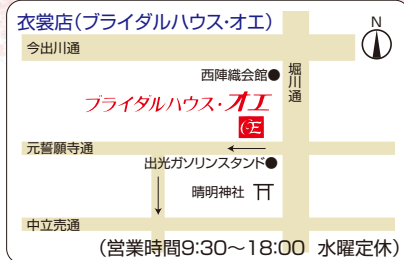 衣裳店(ブライダルハウス・オエ)
N
今出川通
西陣織会館●
堀川通
ブライダルハウス・オエ
OE
元誓願寺通
出光ガソリンスタンド●
晴明神社
中立売通
(営業時間9:30〜18:00 水曜定休)